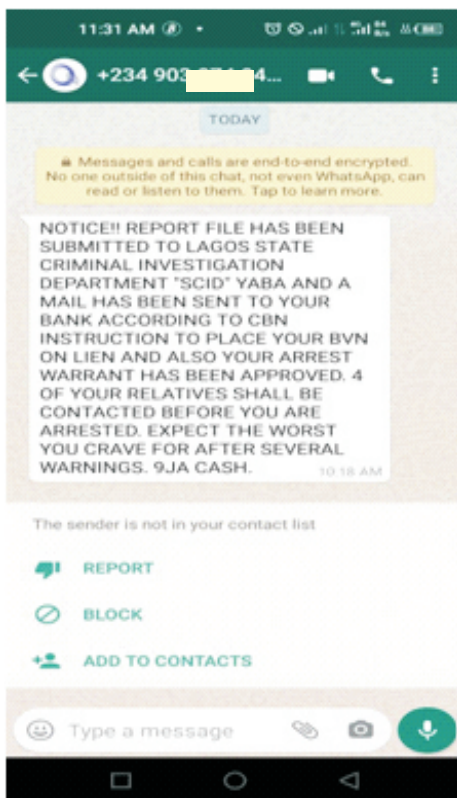 11:31 AM
+234 903 4...
TODAY
Messages and calls are end-to-end encrypted.
No one outside of this chat, not even WhatsApp, can
read or listen to them. Tap to learn more.
NOTICE!! REPORT FILE HAS BEEN
SUBMITTED TO LAGOS STATE
CRIMINAL INVESTIGATION
DEPARTMENT "SCID" YABA AND A
MAIL HAS BEEN SENT TO YOUR
BANK ACCORDING TO CBN
INSTRUCTION TO PLACE YOUR BVN
ON LIEN AND ALSO YOUR ARREST
WARRANT HAS BEEN APPROVED. 4
OF YOUR RELATIVES SHALL BE
CONTACTED BEFORE YOU ARE
ARRESTED. EXPECT THE WORST
YOU CRAVE FOR AFTER SEVERAL
WARNINGS. 9JA CASH.
10:18 AM
The sender is not in your contact list
REPORT
BLOCK
ADD TO CONTACTS
Type a message